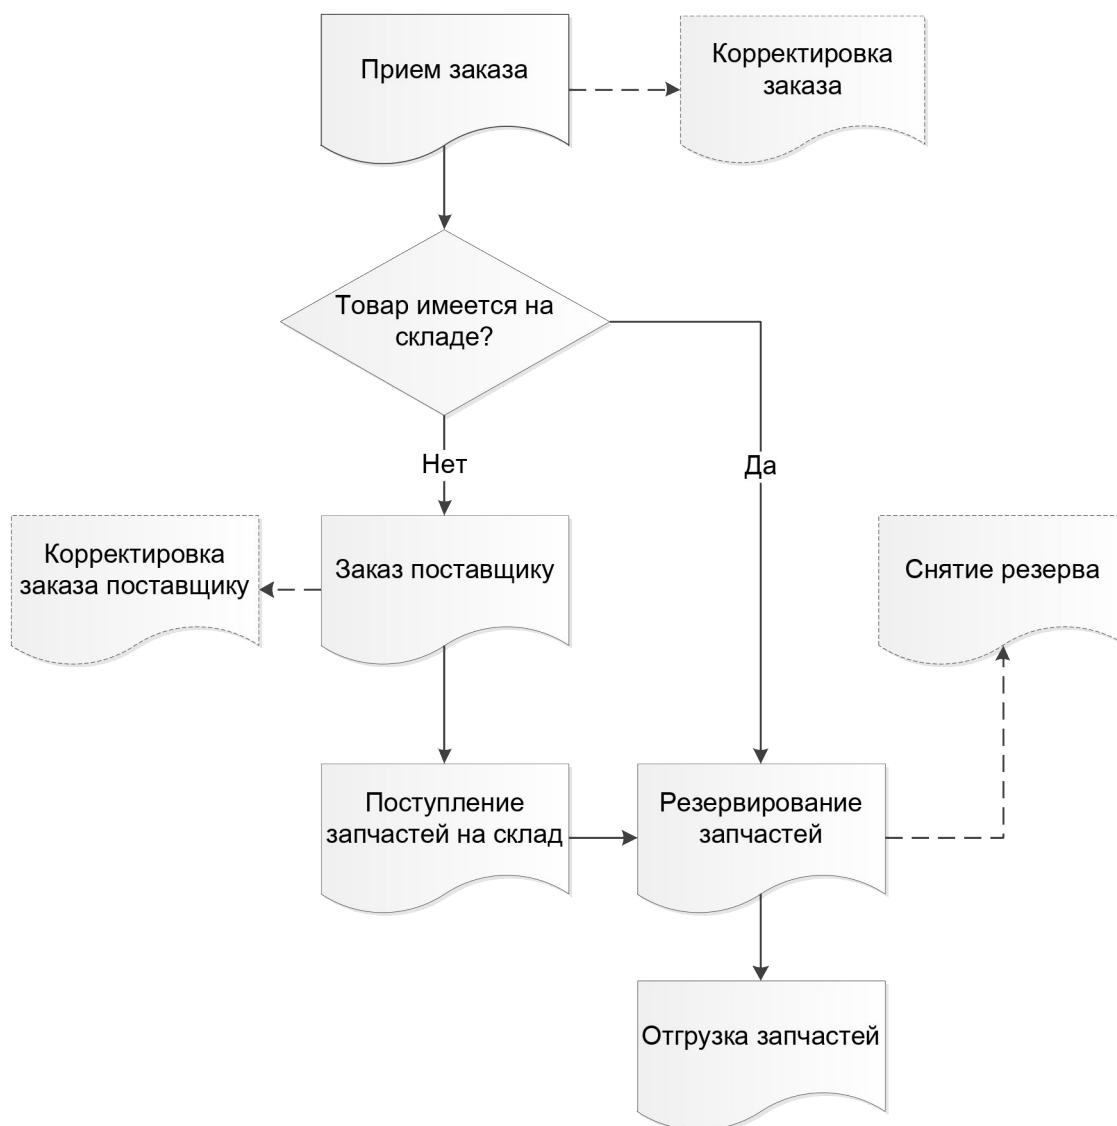 Прием заказа
Корректировка
заказа
Товар имеется на
складе?
Нет
Да
Корректировка
заказа поставщику
Заказ поставщику
Снятие резерва
Поступление
запчастей на склад
Резервирование
запчастей
Отгрузка запчастей